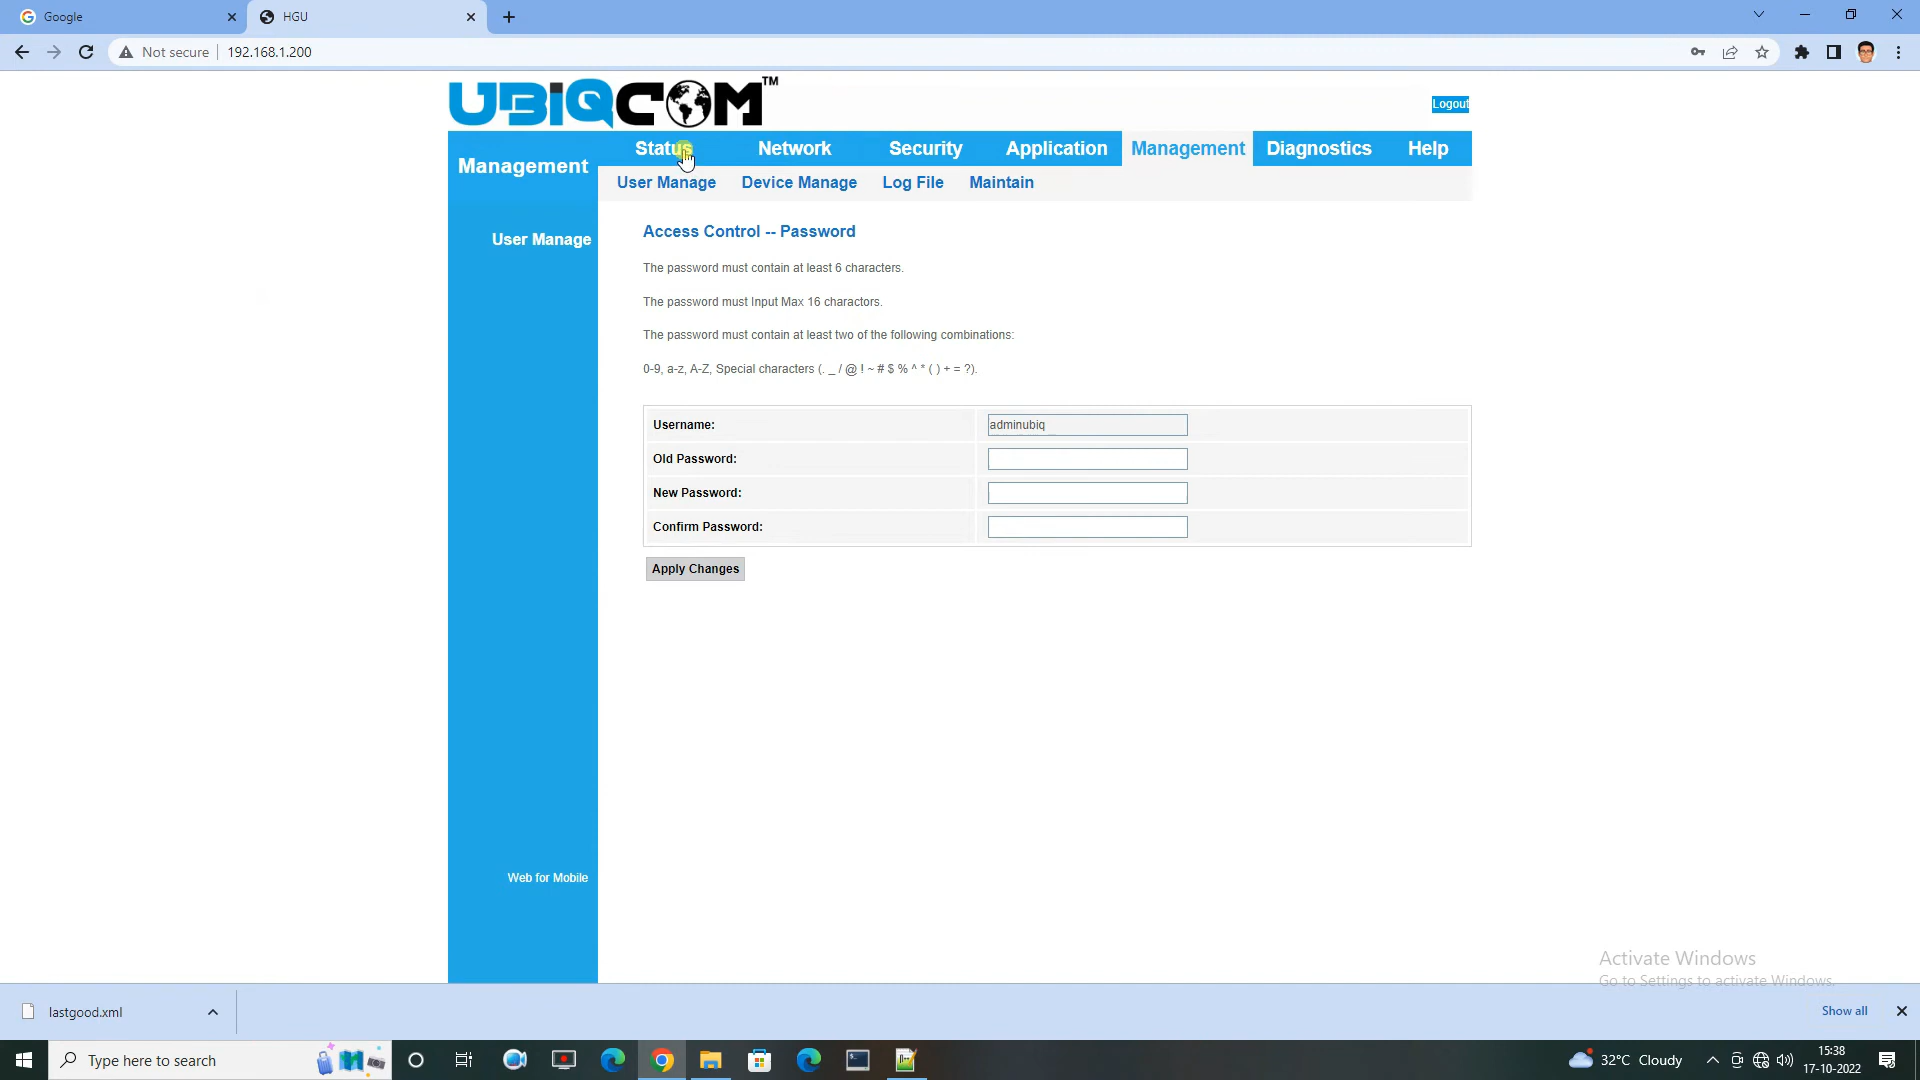 Google
HGU
Not secure
192.168.1.200
UBIQCOM™
Logout
Management
Status
Network
Security
Application
Management
Diagnostics
Help
User Manage
Device Manage
Log File
Maintain
User Manage
Access Control -- Password
The password must contain at least 6 characters.
The password must Input Max 16 charactors.
The password must contain at least two of the following combinations:
0-9, a-z, A-Z, Special characters (. _ / @ ! ~ # $ % ^ * ( ) + = ?).
Username:
adminubiq
Old Password:
New Password:
Confirm Password:
Apply Changes
Web for Mobile
Activate Windows
Go to Settings to activate Windows.
lastgood.xml
Show all
Type here to search
32°C Cloudy
15:38
17-10-2022